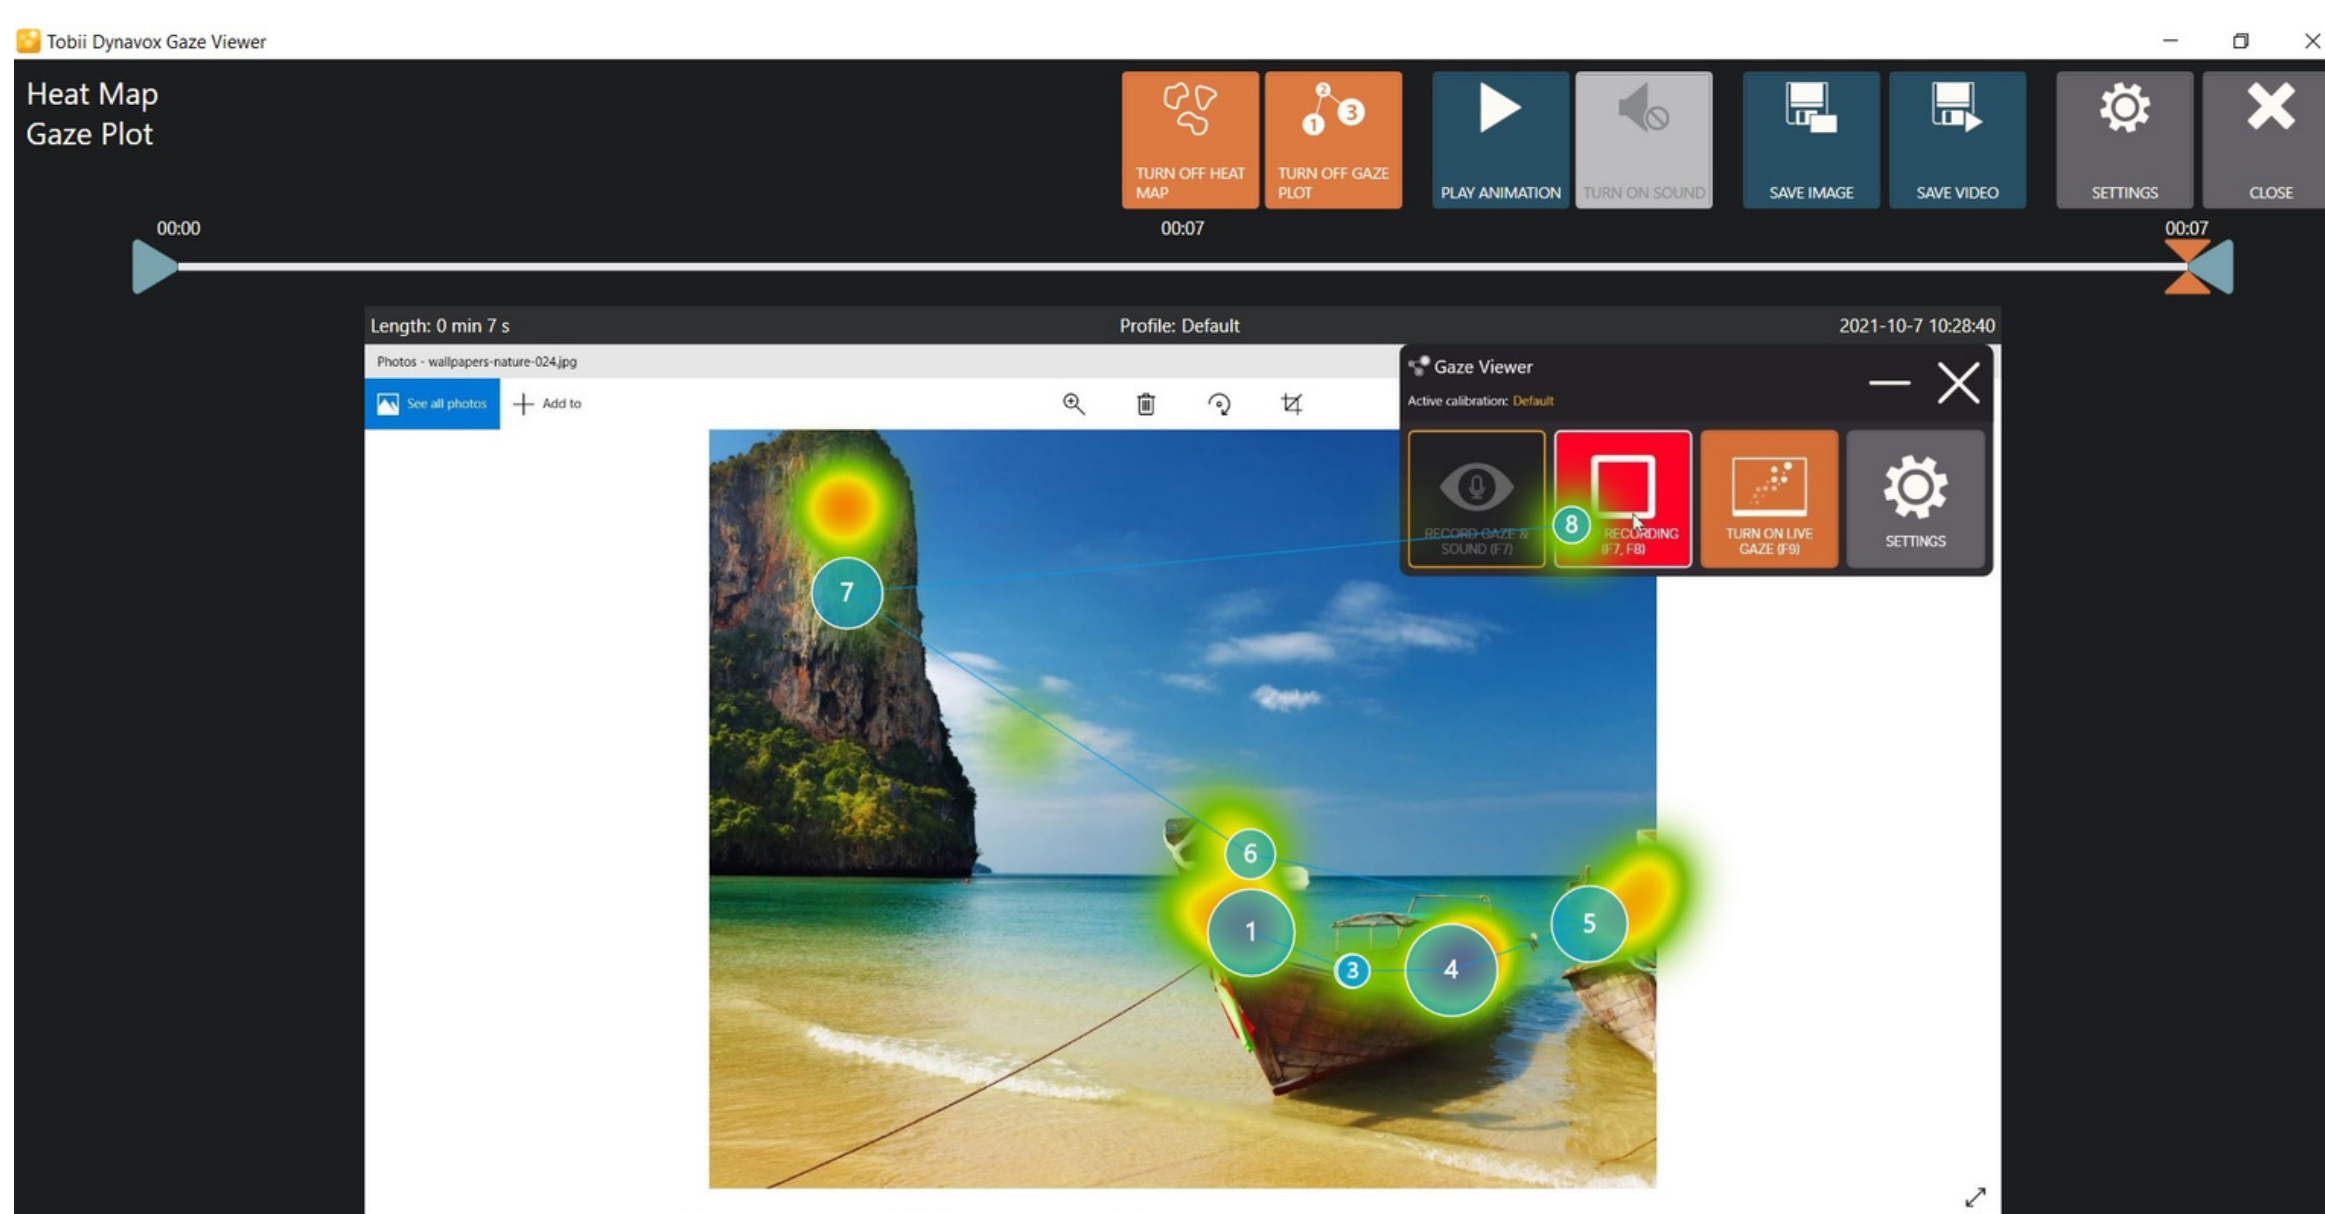 Tobii Dynavox Gaze Viewer
Heat Map
Gaze Plot
TURN OFF HEAT
MAP
TURN OFF GAZE
PLOT
PLAY ANIMATION
TURN ON SOUND
SAVE IMAGE
SAVE VIDEO
SETTINGS
CLOSE
2
1
3
00:00
00:07
00:07
Length: 0 min 7 s
Profile: Default
2021-10-7 10:28:40
Photos - wallpapers-nature-024.jpg
See all photos
Add to
Gaze Viewer
Active calibration: Default
RECORD GAZE &
SOUND (F7)
RECORDING
(F7, F8)
TURN ON LIVE
GAZE (F9)
SETTINGS
8
7
6
1
3
4
5